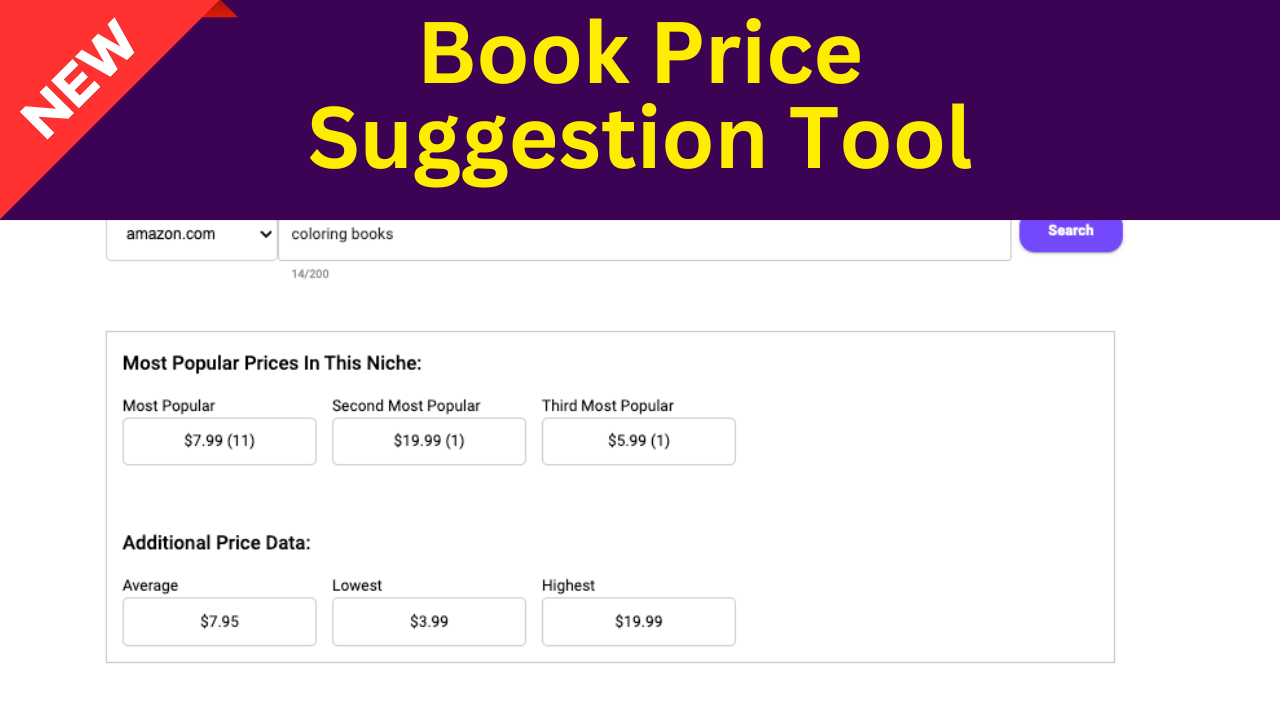 NEW
Book Price
Suggestion Tool
amazon.com
coloring books
Search
14/200
Most Popular Prices In This Niche:
Most Popular Second Most Popular Third Most Popular
$7.99 (11) $19.99 (1) $5.99 (1)
Additional Price Data:
Average Lowest Highest
$7.95 $3.99 $19.99